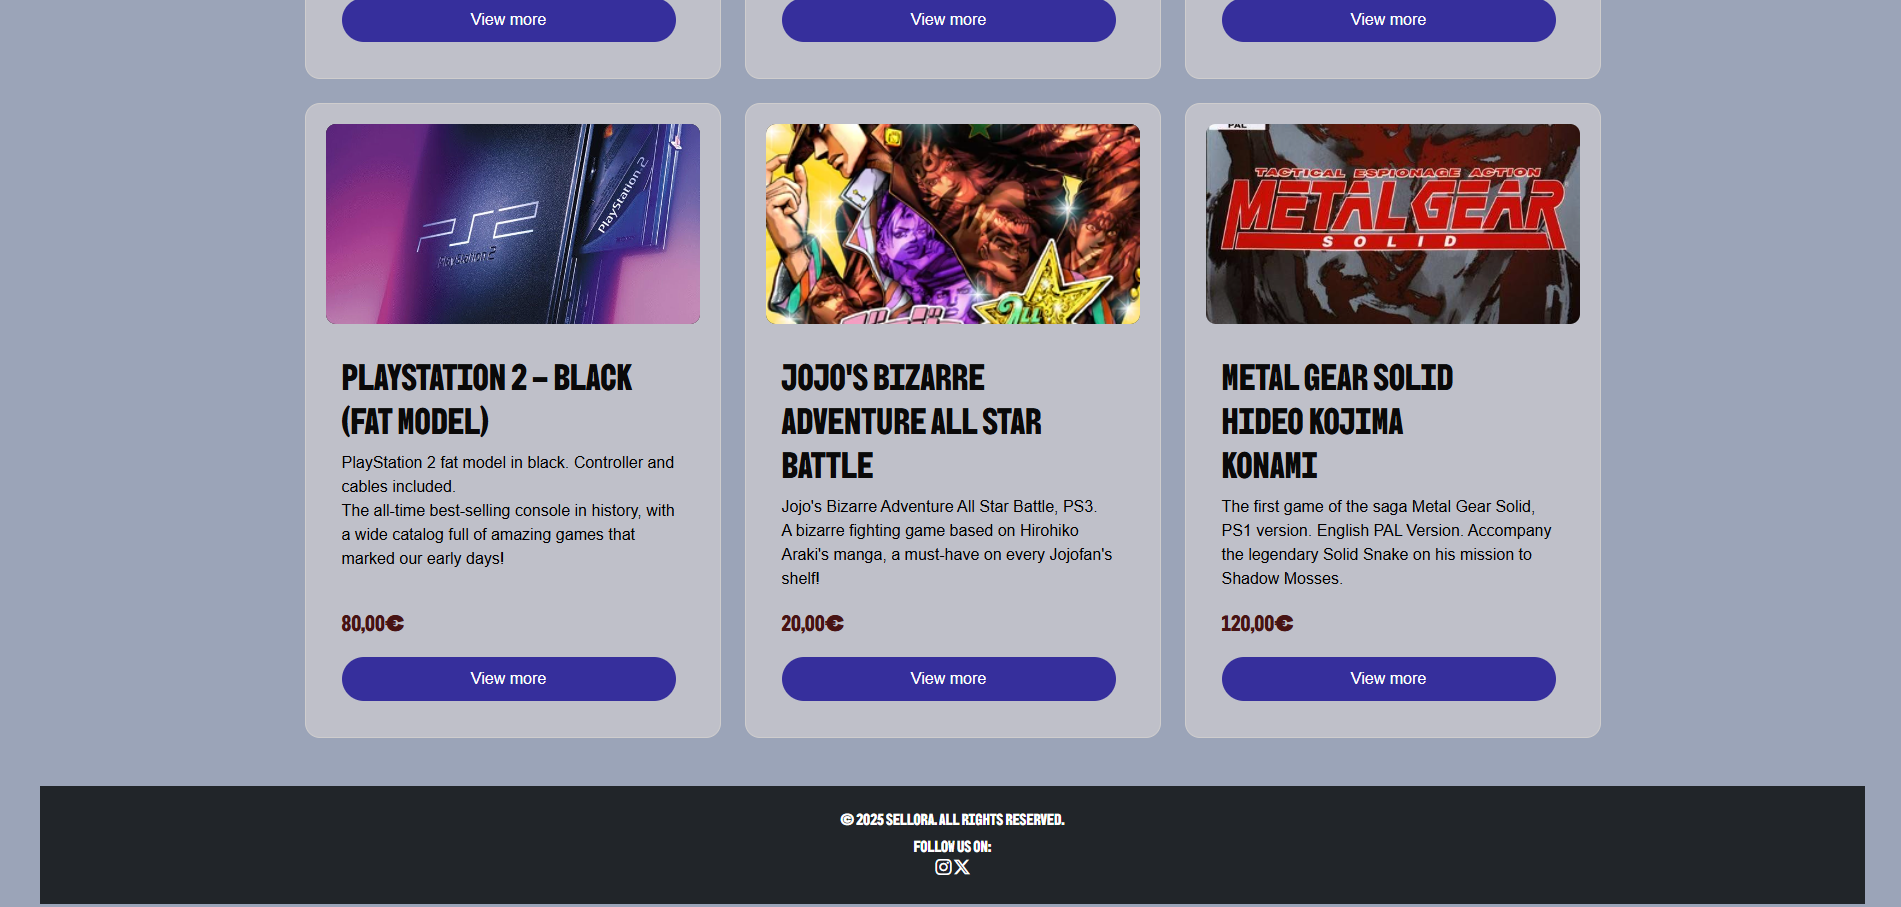 View more
View more
View more
PS2
PlayStation 2
PlayStation 2
PAL
TACTICAL ESPIONAGE ACTION
METAL GEAR
SOLID
PLAYSTATION 2 – BLACK
(FAT MODEL)
PlayStation 2 fat model in black. Controller and
cables included.
The all-time best-selling console in history, with
a wide catalog full of amazing games that
marked our early days!
80,00€
View more
JOJO'S BIZARRE
ADVENTURE ALL STAR
BATTLE
Jojo's Bizarre Adventure All Star Battle, PS3.
A bizarre fighting game based on Hirohiko
Araki's manga, a must-have on every Jojofan's
shelf!
20,00€
View more
METAL GEAR SOLID
HIDEO KOJIMA
KONAMI
The first game of the saga Metal Gear Solid,
PS1 version. English PAL Version. Accompany
the legendary Solid Snake on his mission to
Shadow Mosses.
120,00€
View more
© 2025 SELLORA. ALL RIGHTS RESERVED.
FOLLOW US ON: